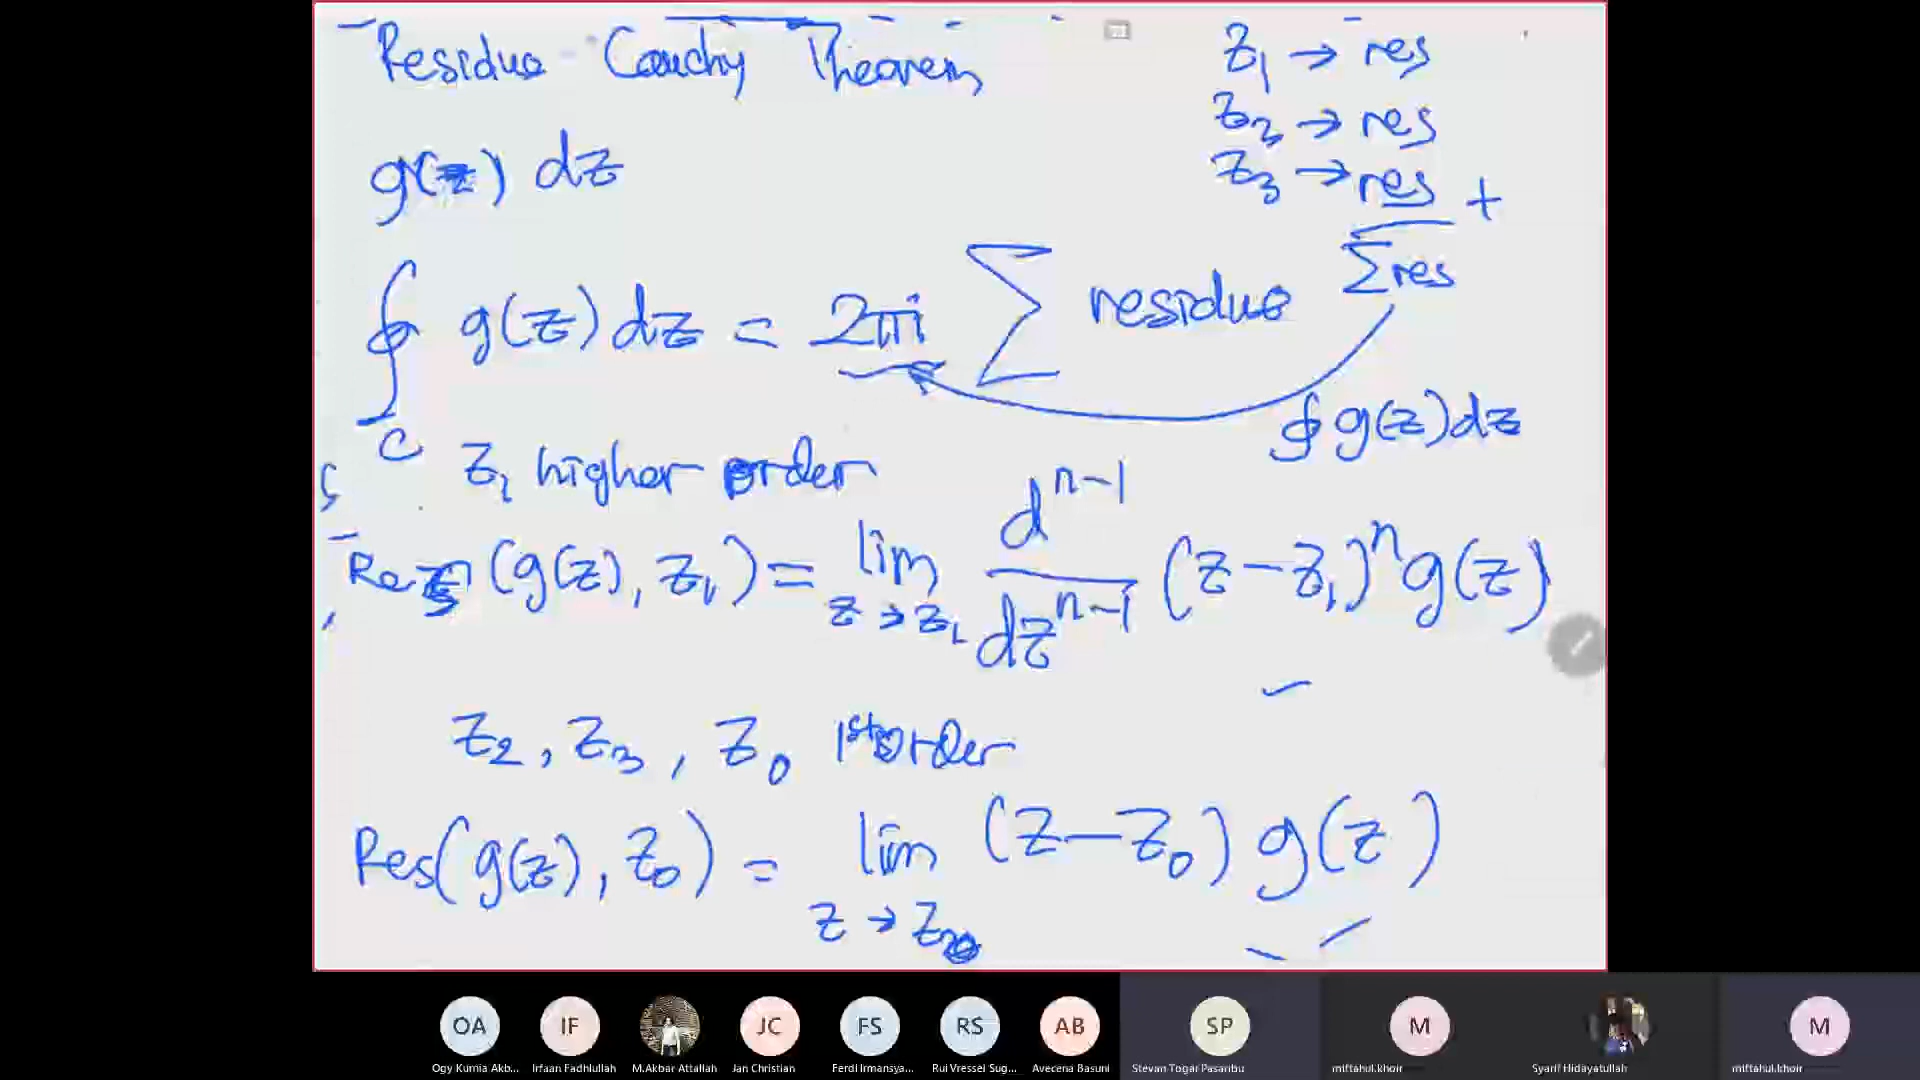 Residue Cauchy Theorem
z₁ → res
z₂ → res
z₃ → res +
Σres
g(z) dz
∮ g(z) dz = 2πi Σ residue
C
∮ g(z) dz
z₁ higher order
Res (g(z), z₁) = lim z → z₁ dⁿ⁻¹/dzⁿ⁻¹ (z − z₁)ⁿ g(z)
z₂, z₃, z₀ 1st order
Res(g(z), z₀) = lim z → z₀ (z − z₀) g(z)
OA IF JC FS RS AB SP M M
Ogy Kurnia Akb... Irfaan Fadhlullah M.Akbar Attallah Jan Christian Ferdi Irmansya... Rui Vressel Sug... Avecena Basuni Stevan Togar Pasaribu miftahul.khoir Syarif Hidayatullah miftahul.khoir